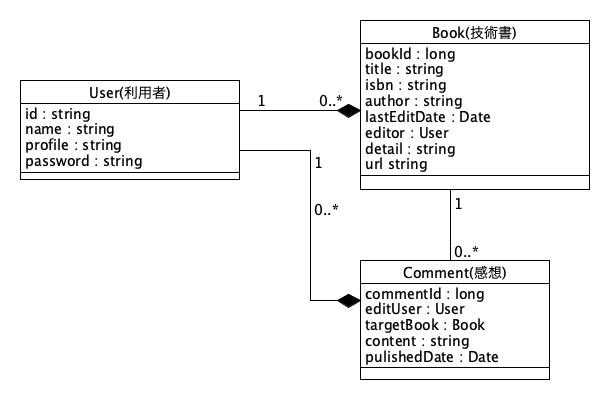 Book(技術書)
bookId : long
title : string
isbn : string
author : string
lastEditDate : Date
editor : User
detail : string
url string
User(利用者)
id : string
name : string
profile : string
password : string
1
0..*
1
0..*
1
0..*
Comment(感想)
commentId : long
editUser : User
targetBook : Book
content : string
pulishedDate : Date